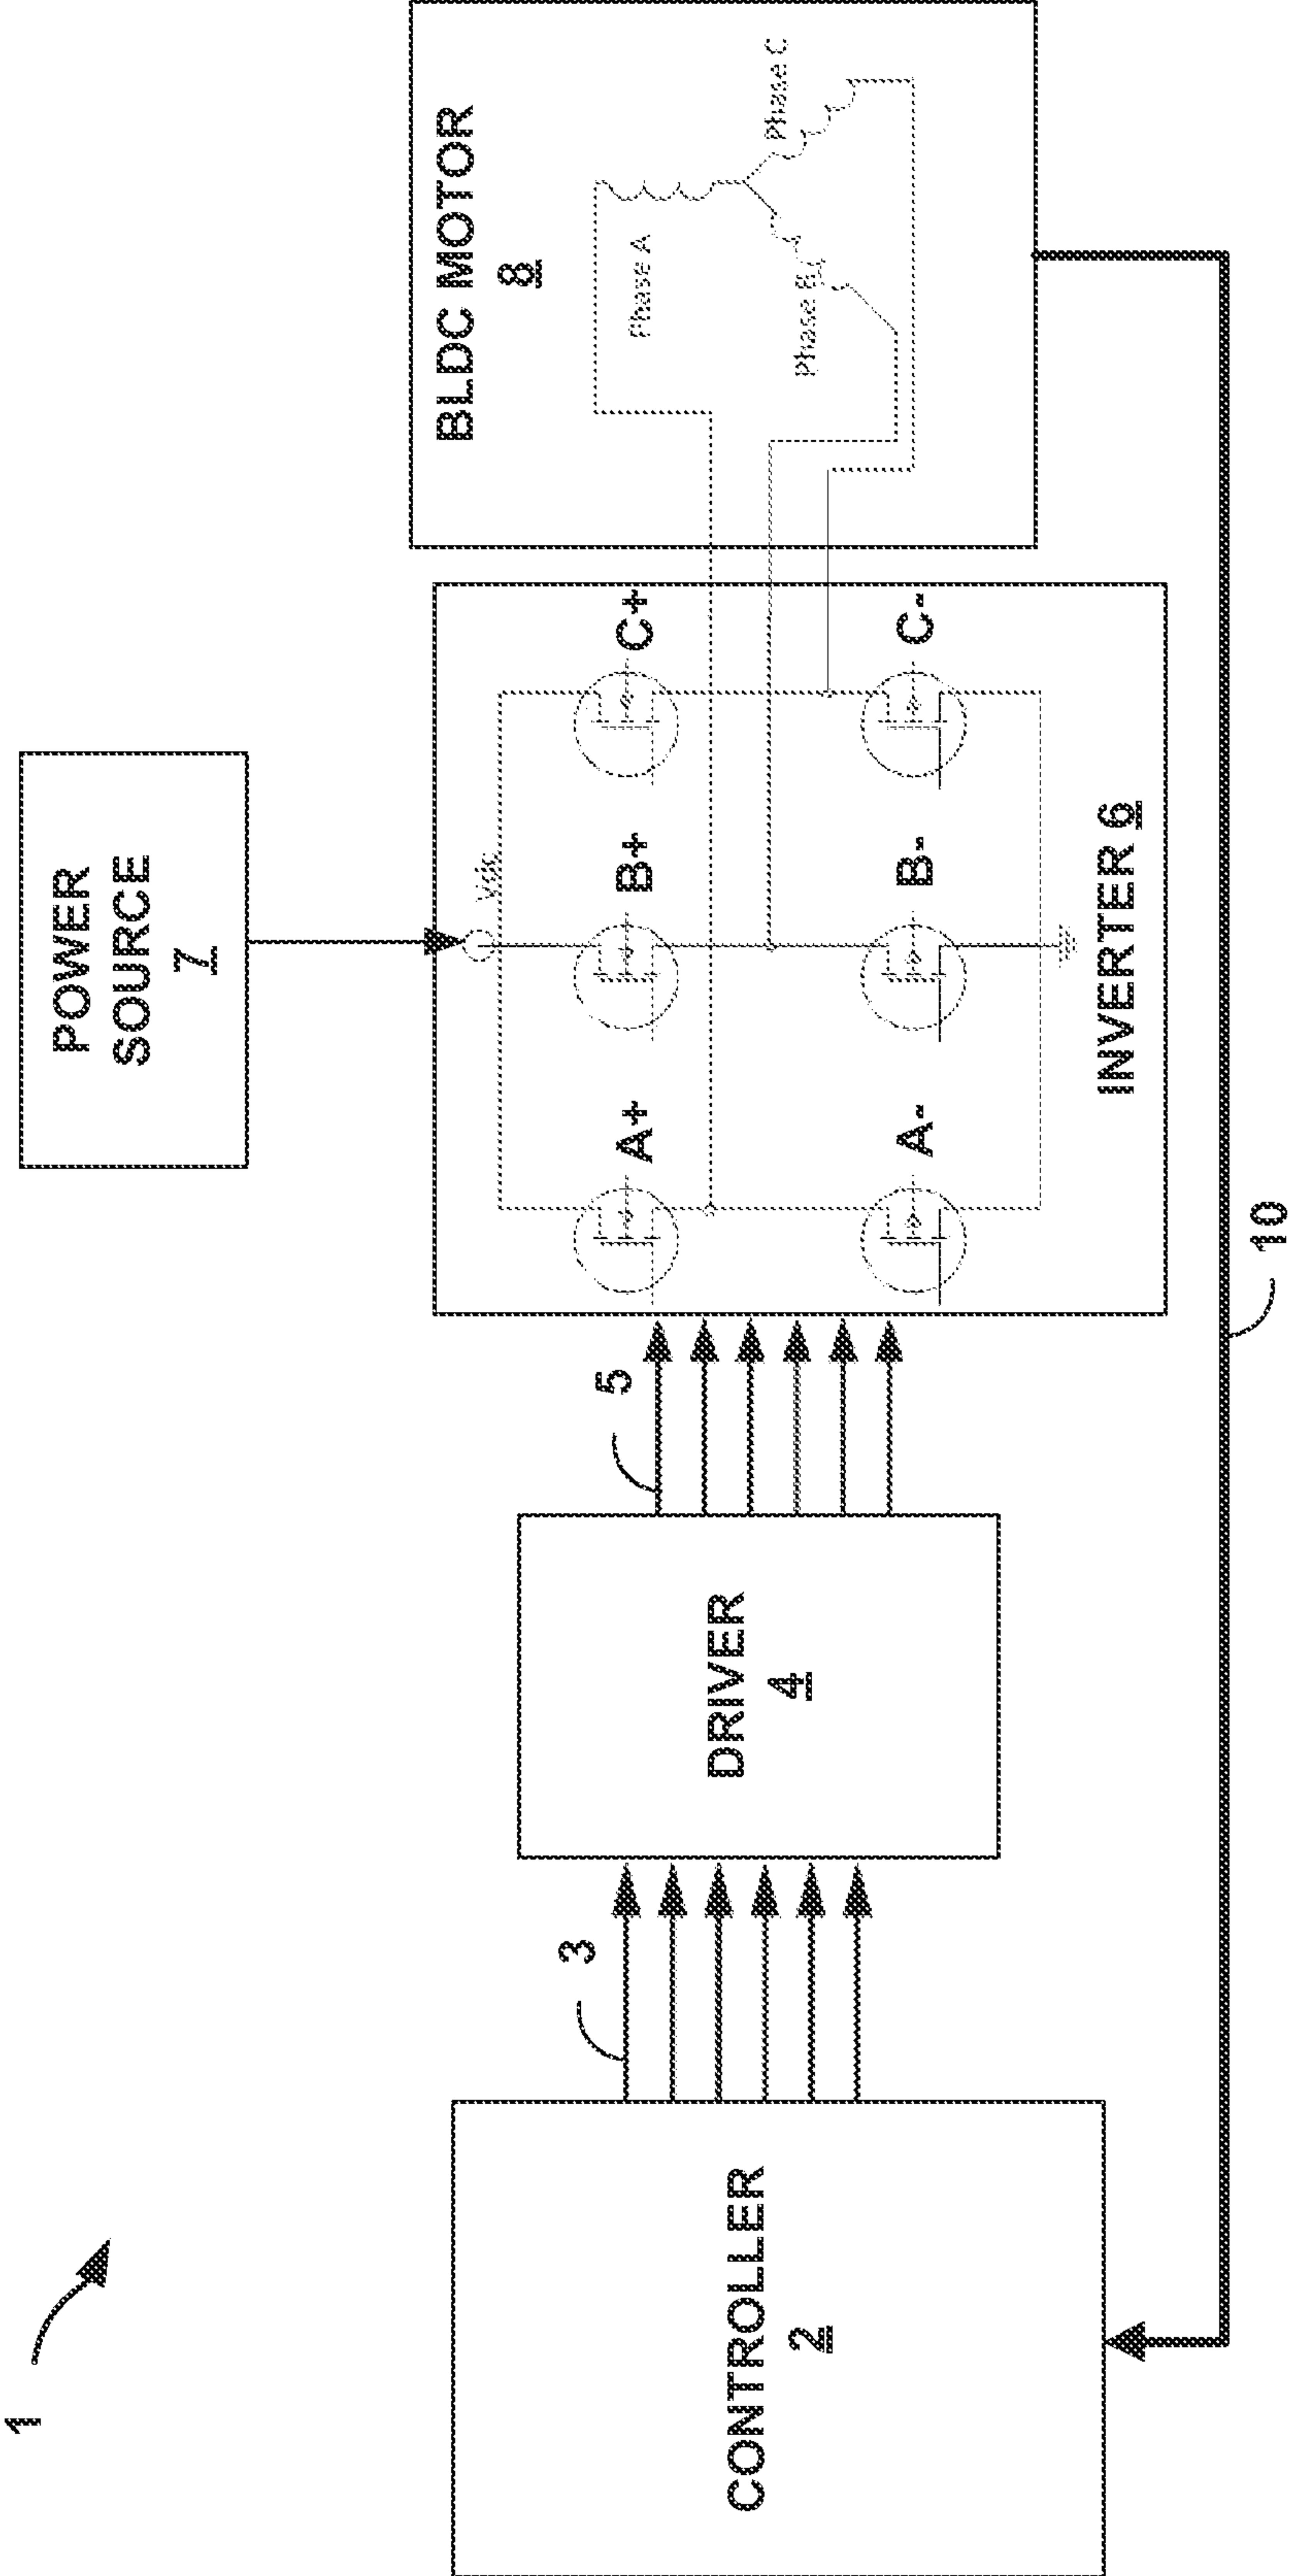 1
POWER
SOURCE
7
CONTROLLER
2
3
DRIVER
4
5
Vdc
A+
B+
C+
A-
B-
C-
INVERTER 6
BLDC MOTOR
8
Phase A
Phase B
Phase C
10